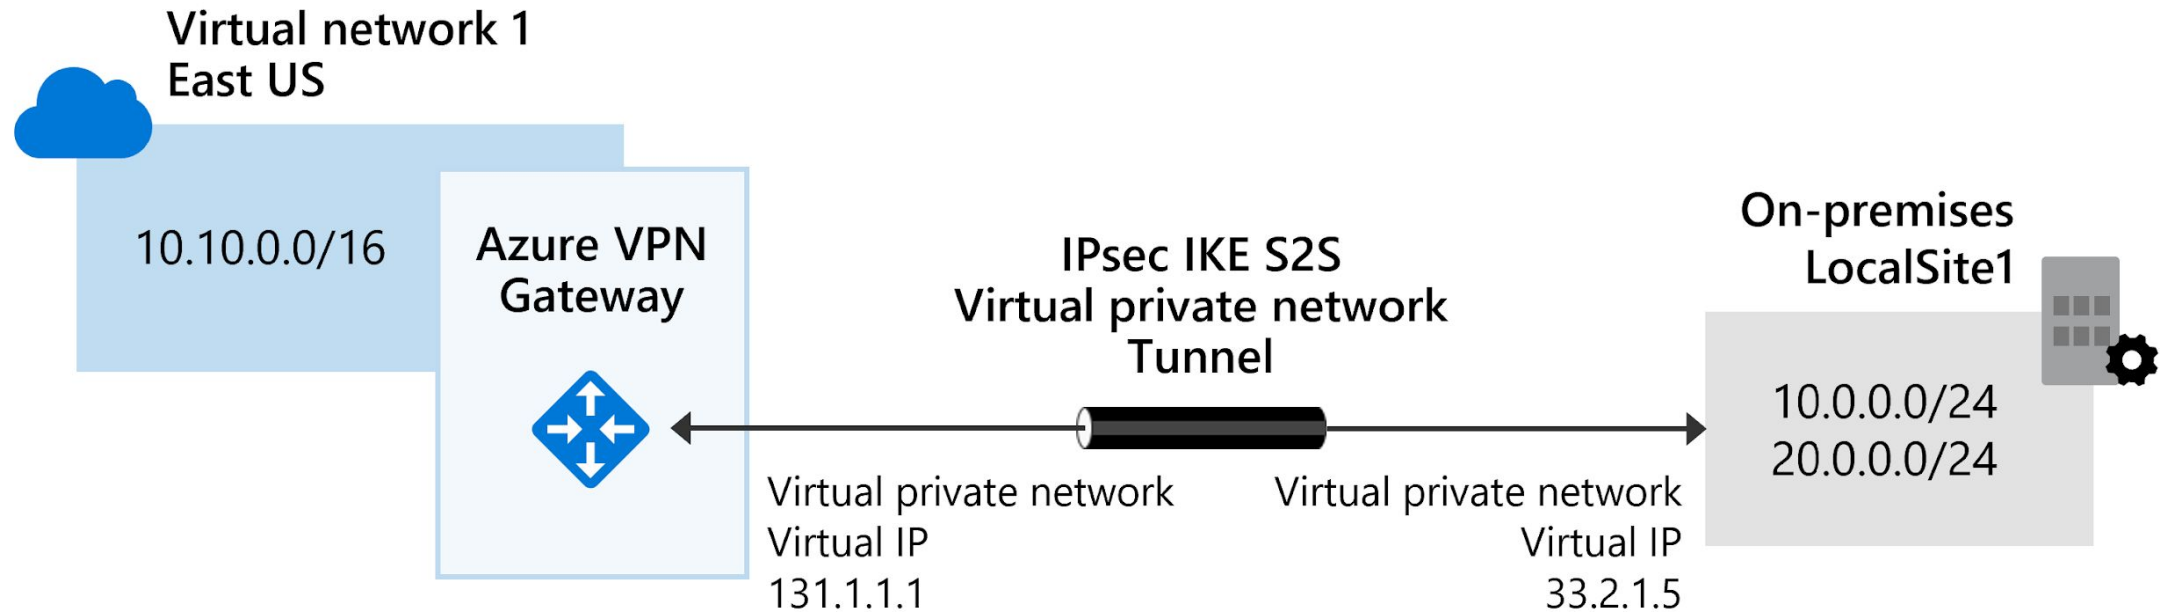 Virtual network 1
East US
10.10.0.0/16
Azure VPN
Gateway
IPsec IKE S2S
Virtual private network
Tunnel
Virtual private network
Virtual IP
131.1.1.1
Virtual private network
Virtual IP
33.2.1.5
On-premises
LocalSite1
10.0.0.0/24
20.0.0.0/24